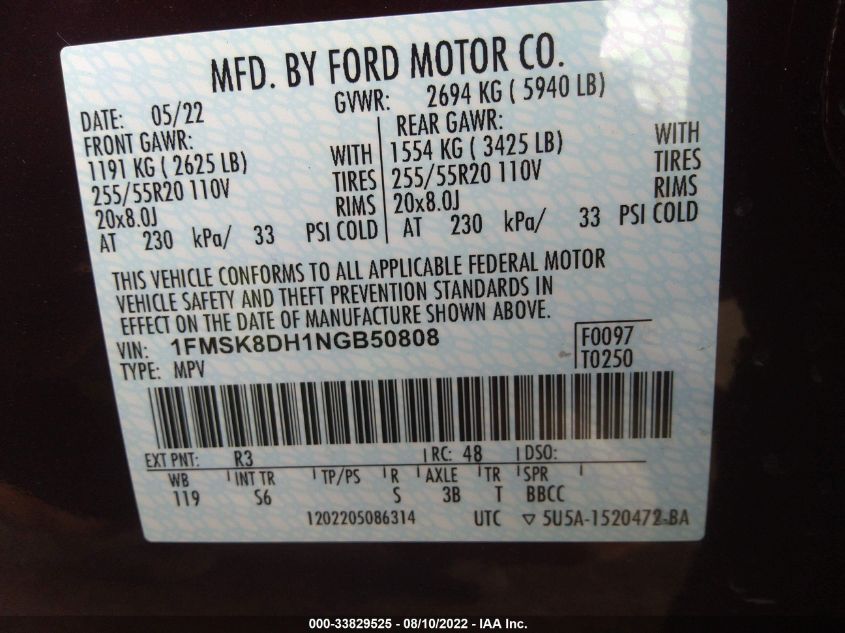 MFD. BY FORD MOTOR CO.
DATE: 05/22 GVWR: 2694 KG ( 5940 LB)
FRONT GAWR: REAR GAWR:
1191 KG ( 2625 LB) WITH 1554 KG ( 3425 LB) WITH
255/55R20 110V TIRES 255/55R20 110V TIRES
20x8.0J RIMS 20x8.0J RIMS
AT 230 kPa/ 33 PSI COLD AT 230 kPa/ 33 PSI COLD
THIS VEHICLE CONFORMS TO ALL APPLICABLE FEDERAL MOTOR
VEHICLE SAFETY AND THEFT PREVENTION STANDARDS IN
EFFECT ON THE DATE OF MANUFACTURE SHOWN ABOVE.
VIN: 1FMSK8DH1NGB50808 F0097
TYPE: MPV T0250
EXT PNT: R3 RC: 48 DSO:
WB INT TR TP/PS R AXLE TR SPR
119 S6 S 3B T BBCC
1202205086314 UTC ▽ 5U5A-1520472-BA
000-33829525 - 08/10/2022 - IAA Inc.